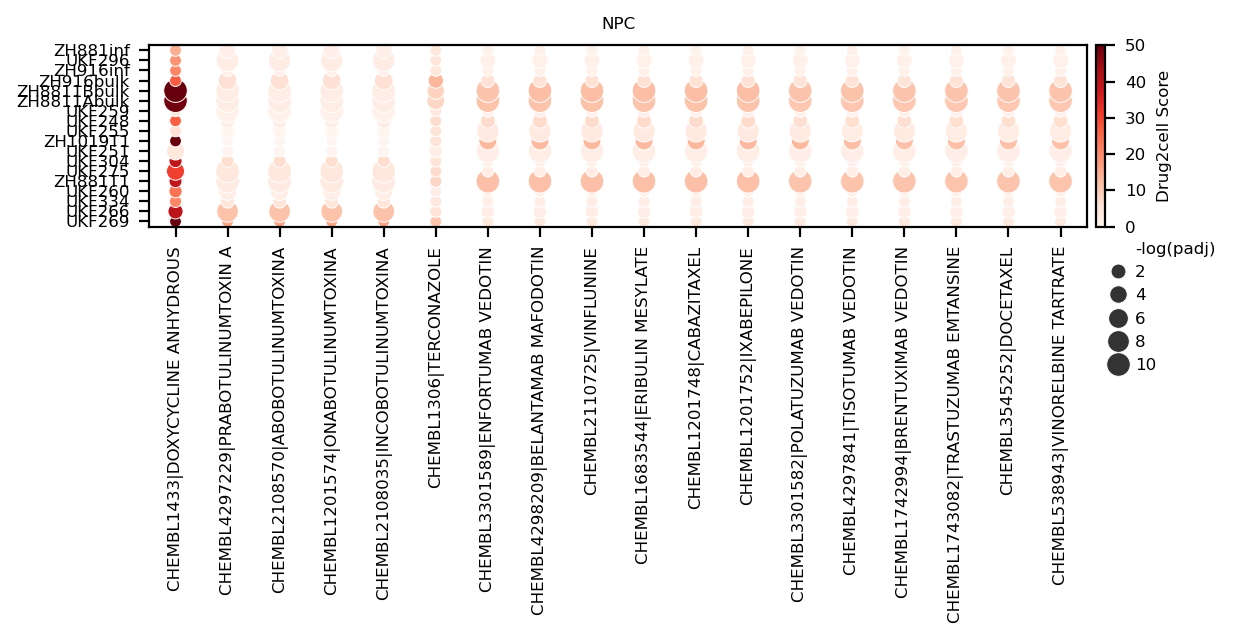 NPC
ZH881inf
UKF296
ZH916inf
ZH916bulk
ZH8811Bbulk
ZH8811Abulk
UKF259
UKF248
UKF255
ZH1019T1
UKF251
UKF304
UKF275
ZH881T1
UKF260
UKF334
UKF266
UKF269
50
40
30
20
10
0
Drug2cell Score
-log(padj)
2
4
6
8
10
CHEMBL1433|DOXYCYCLINE ANHYDROUS
CHEMBL4297229|PRABOTULINUMTOXIN A
CHEMBL2108570|ABOBOTULINUMTOXINA
CHEMBL1201574|ONABOTULINUMTOXINA
CHEMBL2108035|INCOBOTULINUMTOXINA
CHEMBL1306|TERCONAZOLE
CHEMBL3301589|ENFORTUMAB VEDOTIN
CHEMBL4298209|BELANTAMAB MAFODOTIN
CHEMBL2110725|VINFLUNINE
CHEMBL1683544|ERIBULIN MESYLATE
CHEMBL1201748|CABAZITAXEL
CHEMBL1201752|IXABEPILONE
CHEMBL3301582|POLATUZUMAB VEDOTIN
CHEMBL4297841|TISOTUMAB VEDOTIN
CHEMBL1742994|BRENTUXIMAB VEDOTIN
CHEMBL1743082|TRASTUZUMAB EMTANSINE
CHEMBL3545252|DOCETAXEL
CHEMBL538943|VINORELBINE TARTRATE